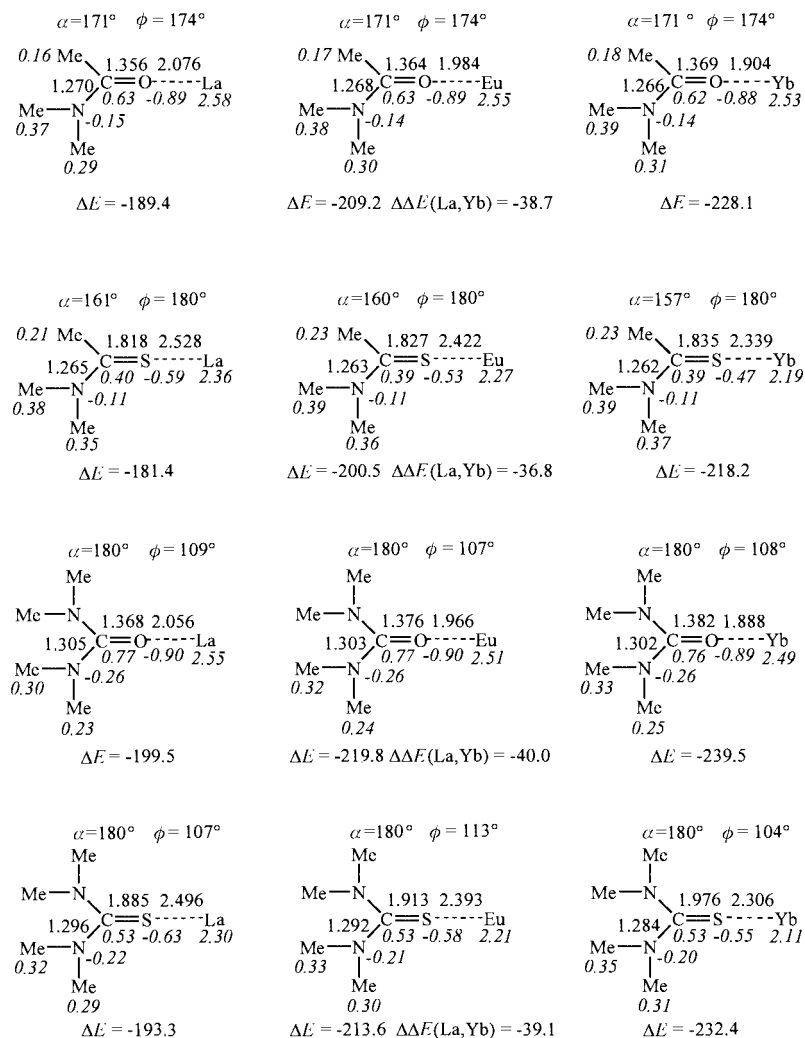 α=171° φ = 174° α=171° φ = 174° α=171 ° φ = 174°
0.16 Me 1.356 2.076 0.17 Me 1.364 1.984 0.18 Me 1.369 1.904
1.270 C=O-----La 1.268 C=O-----Eu 1.266 C=O-----Yb
0.63 -0.89 2.58 0.63 -0.89 2.55 0.62 -0.88 2.53
Me—N -0.15 Me—N -0.14 Me—N -0.14
0.37 0.38 0.39
Me Me Me
0.29 0.30 0.31
ΔE = -189.4 ΔE = -209.2 ΔΔE(La,Yb) = -38.7 ΔE = -228.1
α=161° φ = 180° α=160 ° φ = 180° α=157° φ = 180°
0.21 Me 1.818 2.528 0.23 Me 1.827 2.422 0.23 Me 1.835 2.339
1.265 C=S-----La 1.263 C=S-----Eu 1.262 C=S-----Yb
0.40 -0.59 2.36 0.39 -0.53 2.27 0.39 -0.47 2.19
Me—N -0.11 Me—N -0.11 Me—N -0.11
0.38 0.39 0.39
Me Me Me
0.35 0.36 0.37
ΔE = -181.4 ΔE = -200.5 ΔΔE(La,Yb) = -36.8 ΔE = -218.2
α=180° φ = 109° α=180° φ = 107° α=180° φ = 108°
Me Me Me
Me—N 1.368 2.056 Me—N 1.376 1.966 Me—N 1.382 1.888
1.305 C=O-----La 1.303 C=O-----Eu 1.302 C=O-----Yb
0.77 -0.90 2.55 0.77 -0.90 2.51 0.76 -0.89 2.49
Me—N -0.26 Me—N -0.26 Me—N -0.26
0.30 0.32 0.33
Me Me Me
0.23 0.24 0.25
ΔE = -199.5 ΔE = -219.8 ΔΔE(La,Yb) = -40.0 ΔE = -239.5
α=180° φ = 107° α=180° φ = 113° α=180° φ = 104°
Me Me Me
Me—N 1.885 2.496 Me—N 1.913 2.393 Me—N 1.976 2.306
1.296 C=S-----La 1.292 C=S-----Eu 1.284 C=S-----Yb
0.53 -0.63 2.30 0.53 -0.58 2.21 0.53 -0.55 2.11
Me—N -0.22 Me—N -0.21 Me—N -0.20
0.32 0.33 0.35
Me Me Me
0.29 0.30 0.31
ΔE = -193.3 ΔE = -213.6 ΔΔE(La,Yb) = -39.1 ΔE = -232.4